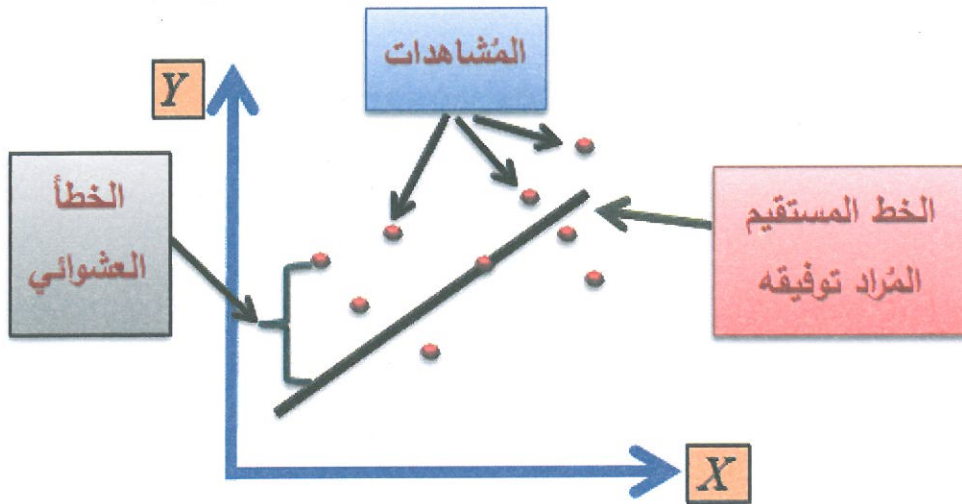 المُشاهدات
Y
الخطأ
العشوائي
الخط المستقيم
المُراد توفيقه
X